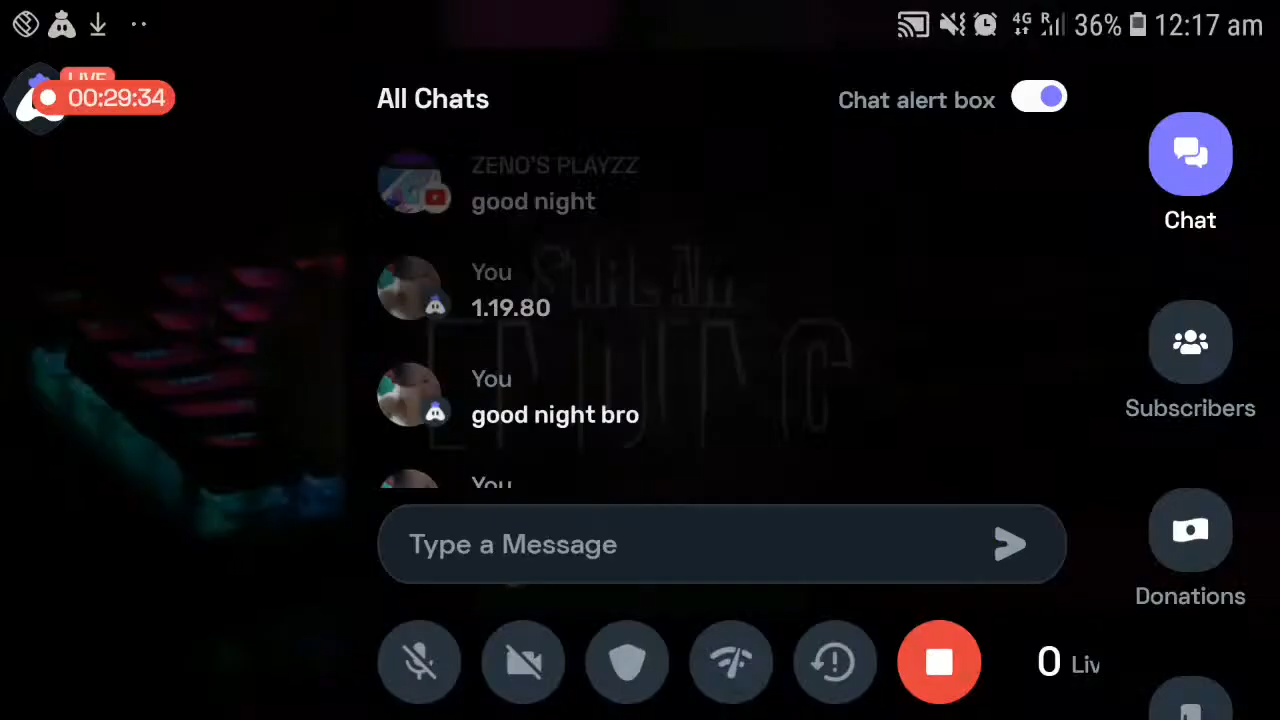 4G R 36% 12:17 am
LIVE
00:29:34
All Chats
Chat alert box
ZENO'S PLAYZZ
good night
Chat
You
1.19.80
You
good night bro
Subscribers
You
Type a Message
Donations
0 Liv